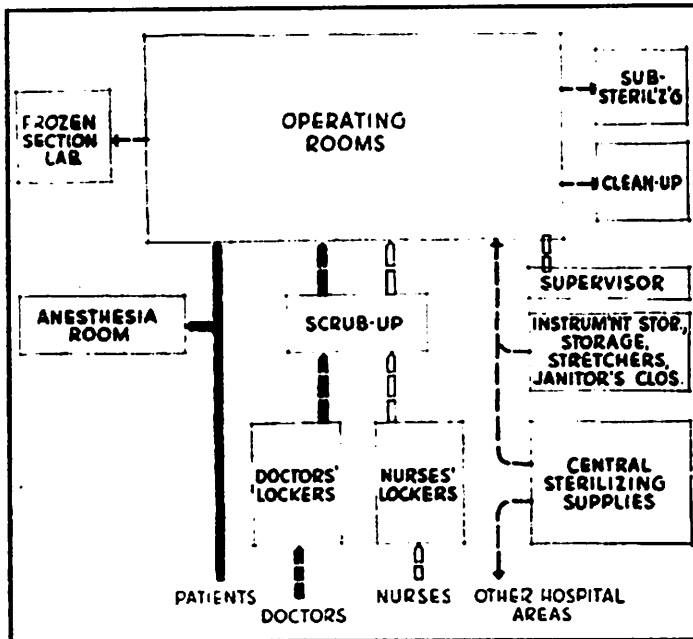 FROZEN
SECTION
LAB.
OPERATING
ROOMS
SUB-
STERIL'Z'G
CLEAN-UP
SUPERVISOR
ANESTHESIA
ROOM
SCRUB-UP
INSTRUM'NT STOR.,
STORAGE,
STRETCHERS,
JANITOR'S CLOS.
DOCTORS'
LOCKERS
NURSES'
LOCKERS
CENTRAL
STERILIZING
SUPPLIES
PATIENTS
DOCTORS
NURSES
OTHER HOSPITAL
AREAS